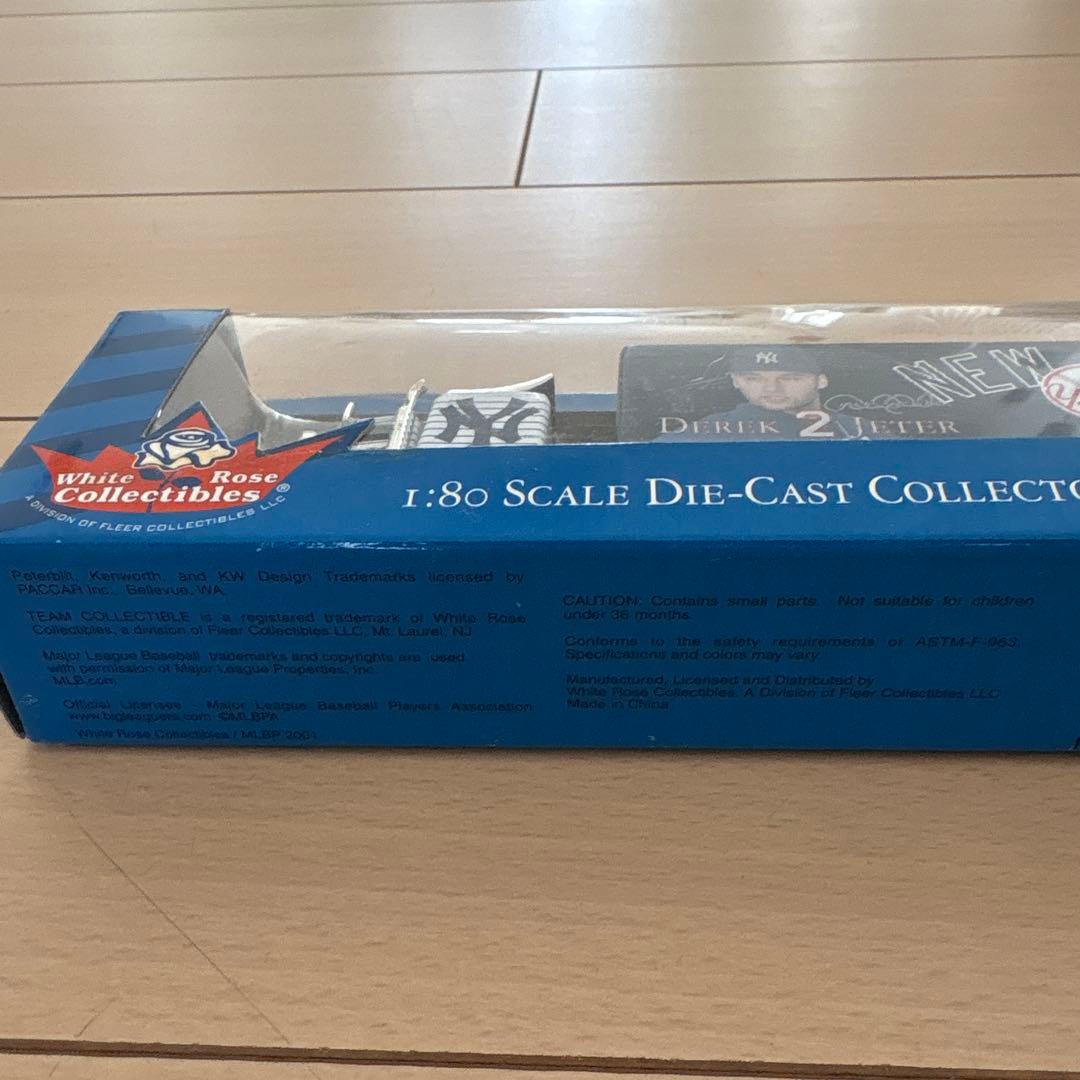 NY
NEW
DEREK 2 JETER
NY
White Rose
Collectibles®
A DIVISION OF FLEER COLLECTIBLES LLC
1:80 SCALE DIE-CAST COLLECTO
Peterbilt, Kenworth, and KW Design Trademarks licensed by
PACCAR Inc. Bellevue, WA
TEAM COLLECTIBLE is a registered trademark of White Rose
Collectibles, a division of Fleer Collectibles LLC, Mt. Laurel, NJ
Major League Baseball trademarks and copyrights are used
with permission of Major League Properties, Inc.
MLB.com
Official Licensee - Major League Baseball Players Association
www.bigleaguers.com ©MLBPA
White Rose Collectibles / MLBP 2001
CAUTION: Contains small parts. Not suitable for children
under 36 months.
Conforms to the safety requirements of ASTM-F-963.
Specifications and colors may vary.
Manufactured, Licensed and Distributed by
White Rose Collectibles. A Division of Fleer Collectibles LLC
Made in China